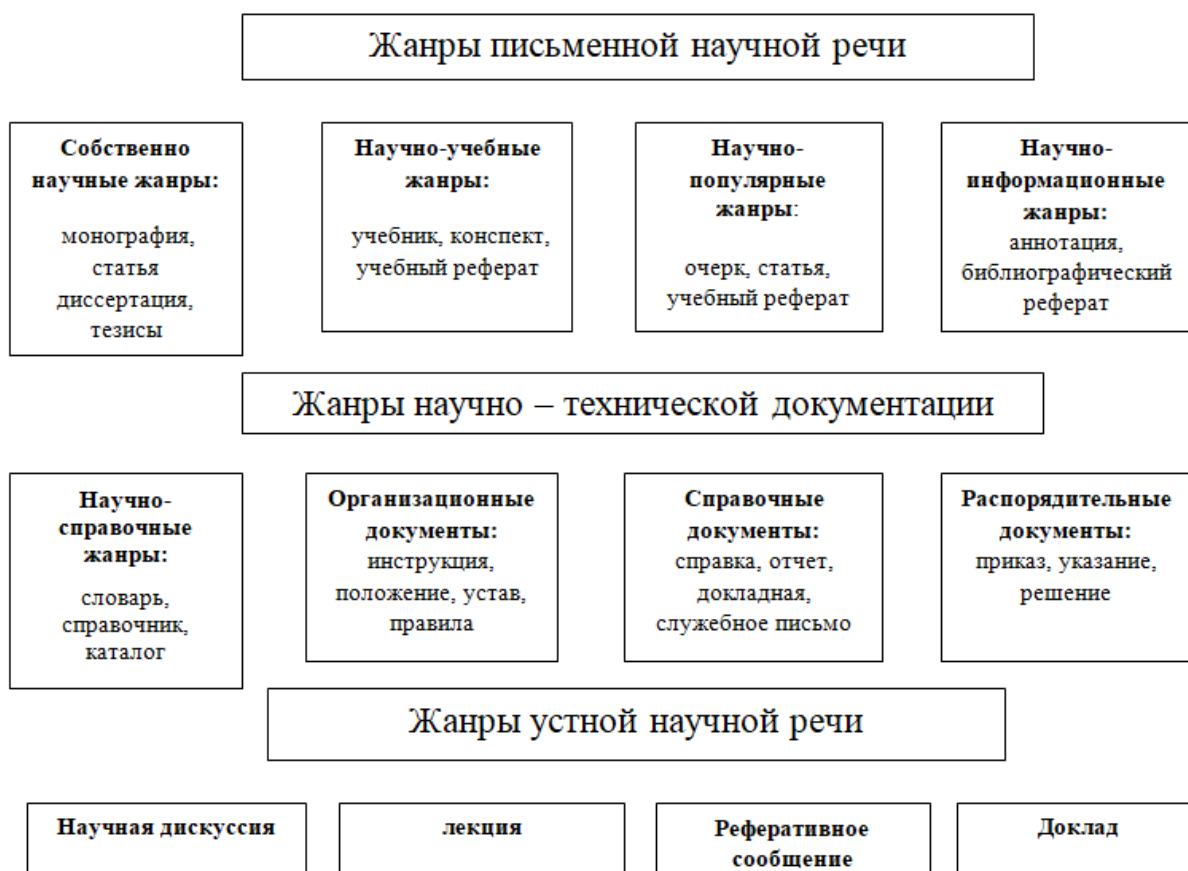 Жанры письменной научной речи
Собственно
научные жанры:
монография,
статья
диссертация,
тезисы
Научно-учебные
жанры:
учебник, конспект,
учебный реферат
Научно-
популярные
жанры:
очерк, статья,
учебный реферат
Научно-
информационные
жанры:
аннотация,
библиографический
реферат
Жанры научно – технической документации
Научно-
справочные
жанры:
словарь,
справочник,
каталог
Организационные
документы:
инструкция,
положение, устав,
правила
Справочные
документы:
справка, отчет,
докладная,
служебное письмо
Распорядительные
документы:
приказ, указание,
решение
Жанры устной научной речи
Научная дискуссия
лекция
Реферативное
сообщение
Доклад